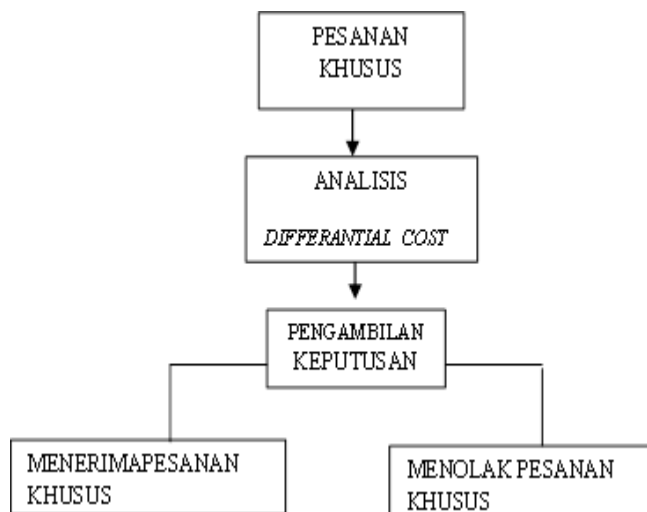 PESANAN
KHUSUS
ANALISIS
DIFFERANTIAL COST
PENGAMBILAN
KEPUTUSAN
MENERIMAPESANAN
KHUSUS
MENOLAK PESANAN
KHUSUS